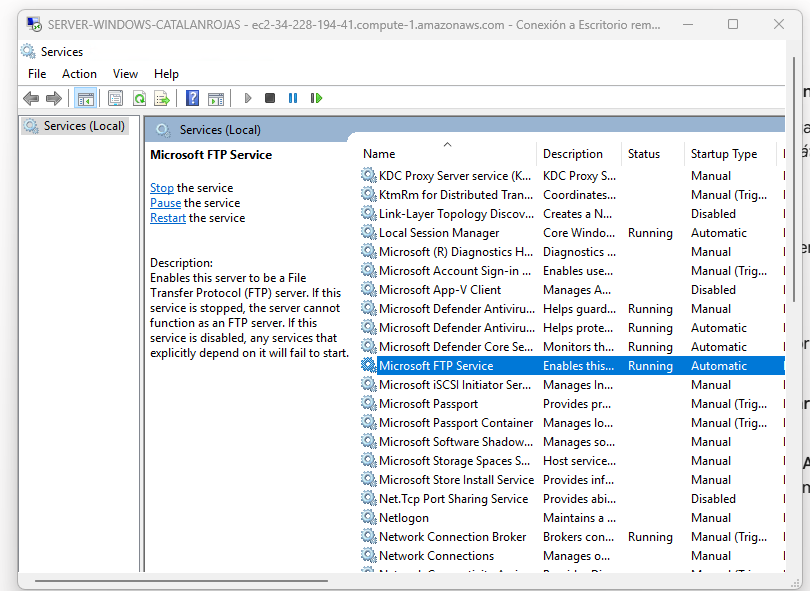 SERVER-WINDOWS-CATALANROJAS - ec2-34-228-194-41.compute-1.amazonaws.com - Conexión a Escritorio rem...
Services
File Action View Help
Services (Local)
Services (Local)
Microsoft FTP Service
Stop the service
Pause the service
Restart the service
Description:
Enables this server to be a File
Transfer Protocol (FTP) server. If this
service is stopped, the server cannot
function as an FTP server. If this
service is disabled, any services that
explicitly depend on it will fail to start.
Name Description Status Startup Type
KDC Proxy Server service (K... KDC Proxy S... Manual
KtmRm for Distributed Tran... Coordinates... Manual (Trig...
Link-Layer Topology Discov... Creates a N... Disabled
Local Session Manager Core Windo... Running Automatic
Microsoft (R) Diagnostics H... Diagnostics ... Manual
Microsoft Account Sign-in ... Enables use... Manual (Trig...
Microsoft App-V Client Manages A... Disabled
Microsoft Defender Antiviru... Helps guard... Running Manual
Microsoft Defender Antiviru... Helps prote... Running Automatic
Microsoft Defender Core Se... Monitors th... Running Automatic
Microsoft FTP Service Enables this... Running Automatic
Microsoft iSCSI Initiator Ser... Manages In... Manual
Microsoft Passport Provides pr... Manual (Trig...
Microsoft Passport Container Manages lo... Manual (Trig...
Microsoft Software Shadow... Manages so... Manual
Microsoft Storage Spaces S... Host service... Manual
Microsoft Store Install Service Provides inf... Manual
Net.Tcp Port Sharing Service Provides abi... Disabled
Netlogon Maintains a ... Manual
Network Connection Broker Brokers con... Running Manual (Trig...
Network Connections Manages o... Manual